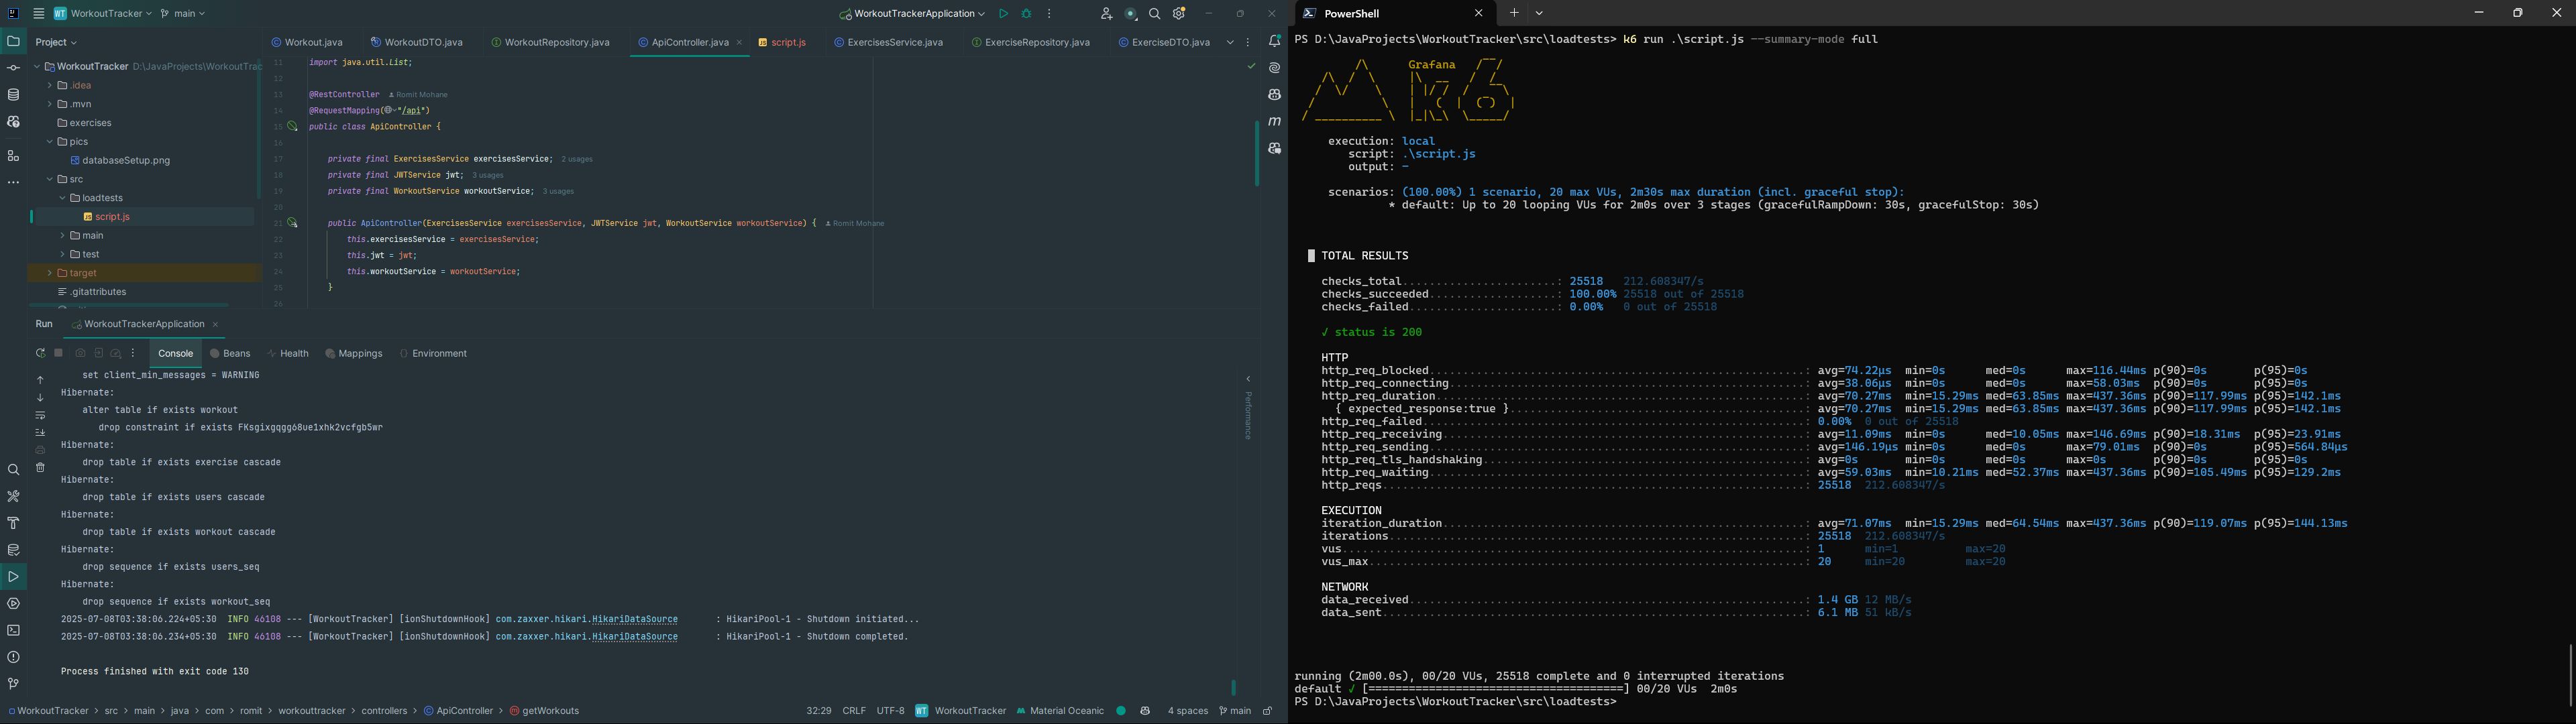 WT WorkoutTracker main WorkoutTrackerApplication
Project
WorkoutTracker D:\JavaProjects\WorkoutTrac
.idea
.mvn
exercises
pics
databaseSetup.png
src
loadtests
script.js
main
test
target
.gitattributes
Workout.java WorkoutDTO.java WorkoutRepository.java ApiController.java script.js ExercisesService.java ExerciseRepository.java ExerciseDTO.java
11 import java.util.List;
12
13 @RestController Romit Mohane
14 @RequestMapping("/api")
15 public class ApiController {
16
17 private final ExercisesService exercisesService; 2 usages
18 private final JWTService jwt; 3 usages
19 private final WorkoutService workoutService; 3 usages
20
21 public ApiController(ExercisesService exercisesService, JWTService jwt, WorkoutService workoutService) { Romit Mohane
22 this.exercisesService = exercisesService;
23 this.jwt = jwt;
24 this.workoutService = workoutService;
25 }
26
Run WorkoutTrackerApplication
Console Beans Health Mappings Environment
set client_min_messages = WARNING
Hibernate:
alter table if exists workout
drop constraint if exists FKsgixgqgg68ue1xhk2vcfgb5wr
Hibernate:
drop table if exists exercise cascade
Hibernate:
drop table if exists users cascade
Hibernate:
drop table if exists workout cascade
Hibernate:
drop sequence if exists users_seq
Hibernate:
drop sequence if exists workout_seq
2025-07-08T03:38:06.224+05:30 INFO 46108 --- [WorkoutTracker] [ionShutdownHook] com.zaxxer.hikari.HikariDataSource : HikariPool-1 - Shutdown initiated...
2025-07-08T03:38:06.234+05:30 INFO 46108 --- [WorkoutTracker] [ionShutdownHook] com.zaxxer.hikari.HikariDataSource : HikariPool-1 - Shutdown completed.
Process finished with exit code 130
Performance
WorkoutTracker > src > main > java > com > romit > workouttracker > controllers > ApiController > getWorkouts 32:29 CRLF UTF-8 WT WorkoutTracker Material Oceanic 4 spaces main
PowerShell
PS D:\JavaProjects\WorkoutTracker\src\loadtests> k6 run .\script.js --summary-mode full
Grafana
K6
execution: local
script: .\script.js
output: -
scenarios: (100.00%) 1 scenario, 20 max VUs, 2m30s max duration (incl. graceful stop):
* default: Up to 20 looping VUs for 2m0s over 3 stages (gracefulRampDown: 30s, gracefulStop: 30s)
TOTAL RESULTS
checks_total.......................: 25518 212.608347/s
checks_succeeded...................: 100.00% 25518 out of 25518
checks_failed......................: 0.00% 0 out of 25518
✓ status is 200
HTTP
http_req_blocked...: avg=74.22µs min=0s med=0s max=116.44ms p(90)=0s p(95)=0s
http_req_connecting...: avg=38.06µs min=0s med=0s max=58.03ms p(90)=0s p(95)=0s
http_req_duration...: avg=70.27ms min=15.29ms med=63.85ms max=437.36ms p(90)=117.99ms p(95)=142.1ms
{ expected_response:true }...: avg=70.27ms min=15.29ms med=63.85ms max=437.36ms p(90)=117.99ms p(95)=142.1ms
http_req_failed...: 0.00% 0 out of 25518
http_req_receiving...: avg=11.09ms min=0s med=10.05ms max=146.69ms p(90)=18.31ms p(95)=23.91ms
http_req_sending...: avg=146.19µs min=0s med=0s max=79.01ms p(90)=0s p(95)=564.84µs
http_req_tls_handshaking...: avg=0s min=0s med=0s max=0s p(90)=0s p(95)=0s
http_req_waiting...: avg=59.03ms min=10.21ms med=52.37ms max=437.36ms p(90)=105.49ms p(95)=129.2ms
http_reqs...: 25518 212.608347/s
EXECUTION
iteration_duration...: avg=71.07ms min=15.29ms med=64.54ms max=437.36ms p(90)=119.07ms p(95)=144.13ms
iterations...: 25518 212.608347/s
vus...: 1 min=1 max=20
vus_max...: 20 min=20 max=20
NETWORK
data_received...: 1.4 GB 12 MB/s
data_sent...: 6.1 MB 51 kB/s
running (2m00.0s), 00/20 VUs, 25518 complete and 0 interrupted iterations
default ✓ [======================================] 00/20 VUs 2m0s
PS D:\JavaProjects\WorkoutTracker\src\loadtests>